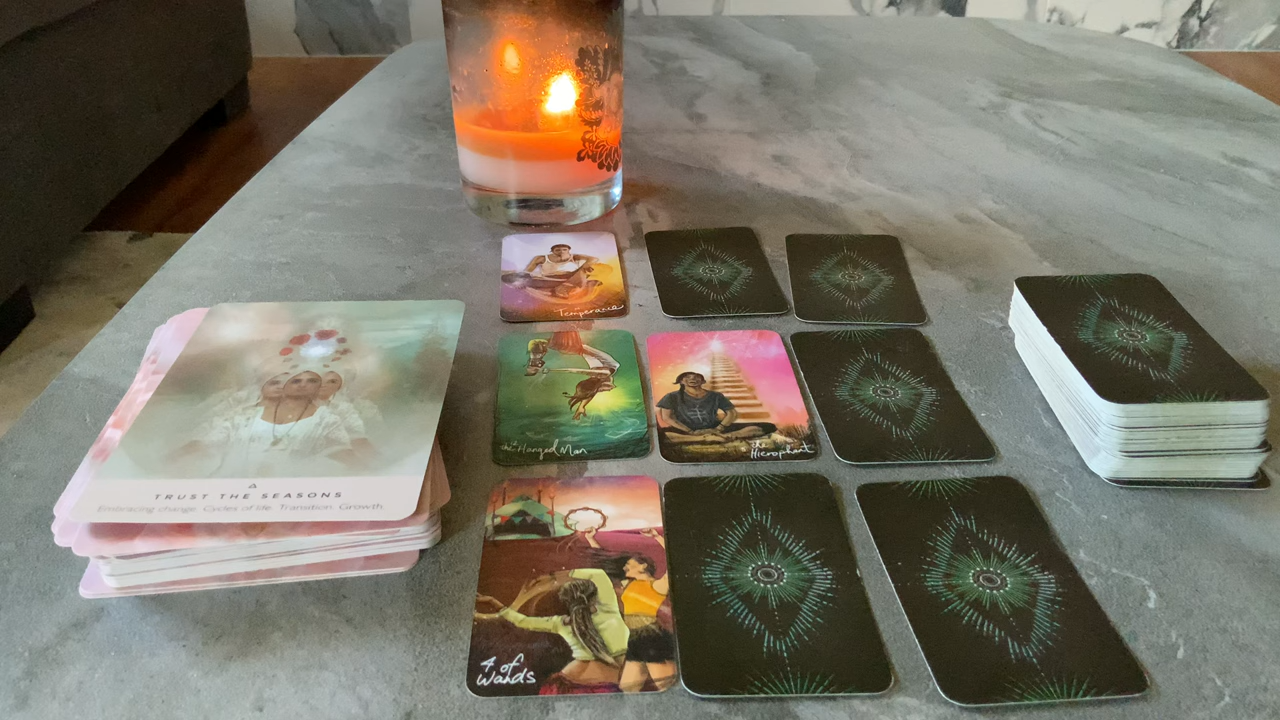 Temperance
the Hanged Man
the Hierophant
TRUST THE SEASONS
Embracing change. Cycles of life. Transition. Growth.
4 of
Wands